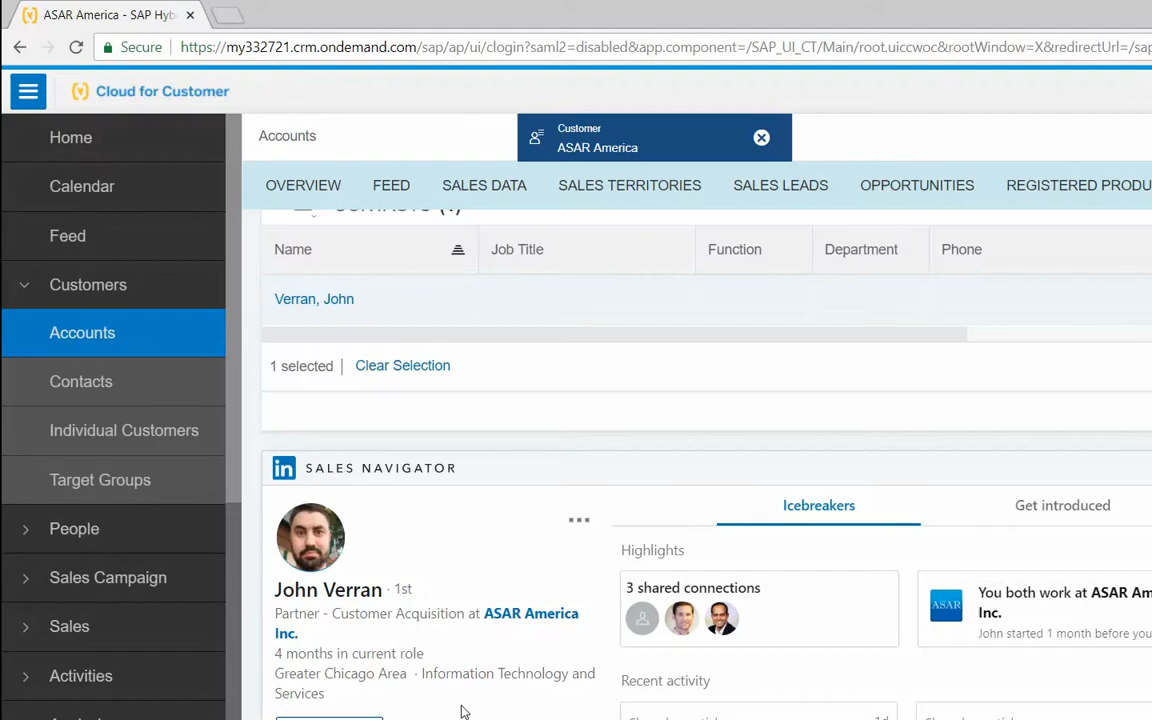 ASAR America - SAP Hyb
Secure
https://my332721.crm.ondemand.com/sap/ap/ui/clogin?saml2=disabled&app.component=/SAP_UI_CT/Main/root.uiccwoc&rootWindow=X&redirectUrl=/sap
Cloud for Customer
Home
Calendar
Feed
Customers
Accounts
Contacts
Individual Customers
Target Groups
People
Sales Campaign
Sales
Activities
Accounts
Customer
ASAR America
OVERVIEW FEED SALES DATA SALES TERRITORIES SALES LEADS OPPORTUNITIES REGISTERED PRODU
Name Job Title Function Department Phone
Verran, John
1 selected | Clear Selection
in SALES NAVIGATOR
John Verran · 1st
Partner - Customer Acquisition at ASAR America
Inc.
4 months in current role
Greater Chicago Area · Information Technology and
Services
Icebreakers Get introduced
Highlights
3 shared connections
ASAR
You both work at ASAR Am
Inc.
John started 1 month before you
Recent activity
1d